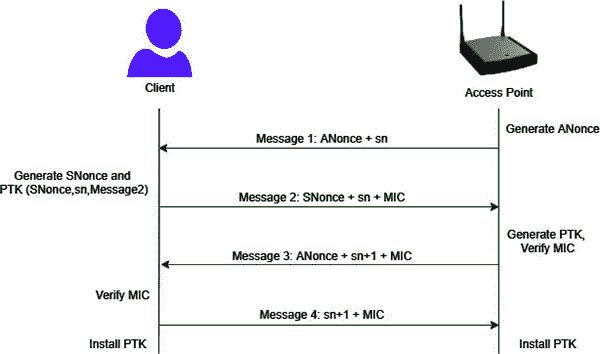 Client
Access Point
Generate ANonce
Message 1: ANonce + sn
Generate SNonce and
PTK (SNonce,sn,Message2)
Message 2: SNonce + sn + MIC
Generate PTK,
Verify MIC
Message 3: ANonce + sn+1 + MIC
Verify MIC
Message 4: sn+1 + MIC
Install PTK
Install PTK